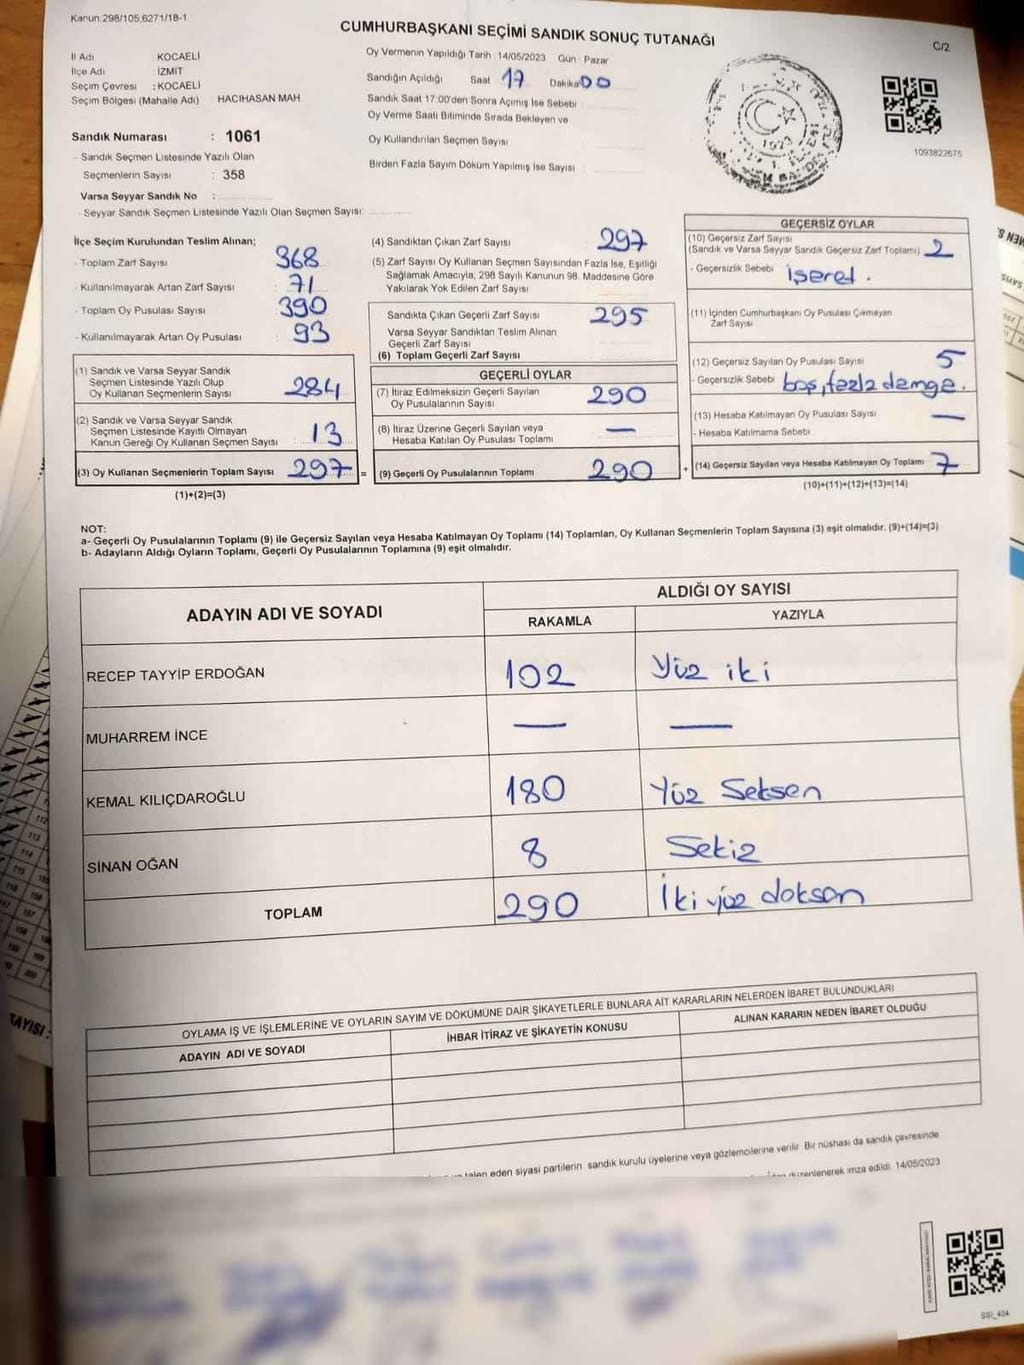 Kanun:298/105,6271/18-1
CUMHURBAŞKANI SEÇİMİ SANDIK SONUÇ TUTANAĞI
C/2
İl Adı KOCAELİ
İlçe Adı İZMİT
Seçim Çevresi : KOCAELİ
Seçim Bölgesi (Mahalle Adı) HACIHASAN MAH
Sandık Numarası : 1061
- Sandık Seçmen Listesinde Yazılı Olan
Seçmenlerin Sayısı : 358
Varsa Seyyar Sandık No :
- Seyyar Sandık Seçmen Listesinde Yazılı Olan Seçmen Sayısı:
Oy Vermenin Yapıldığı Tarih 14/05/2023 Gün Pazar
Sandığın Açıldığı Saat 17 Dakika 00
Sandık Saat 17:00'den Sonra Açımış İse Sebebi
Oy Verme Saati Bitiminde Sırada Bekleyen ve
Oy Kullandırılan Seçmen Sayısı
Birden Fazla Sayım Döküm Yapılmış İse Sayısı
1923
1093822675
İlçe Seçim Kurulundan Teslim Alınan;
- Toplam Zarf Sayısı 368
- Kullanılmayarak Artan Zarf Sayısı : 71
- Toplam Oy Pusulası Sayısı 390
- Kullanılmayarak Artan Oy Pusulası : 93
(1) Sandık ve Varsa Seyyar Sandık
Seçmen Listesinde Yazılı Olup
Oy Kullanan Seçmenlerin Sayısı 284
(2) Sandık ve Varsa Seyyar Sandık
Seçmen Listesinde Kayıtlı Olmayan
Kanun Gereği Oy Kullanan Seçmen Sayısı 13
(3) Oy Kullanan Seçmenlerin Toplam Sayısı 297 =
(1)+(2)=(3)
(4) Sandıktan Çıkan Zarf Sayısı 297
(5) Zarf Sayısı Oy Kullanan Seçmen Sayısından Fazla İse, Eşitliği
Sağlamak Amacıyla, 298 Sayılı Kanunun 98. Maddesine Göre
Yakılarak Yok Edilen Zarf Sayısı
Sandıkta Çıkan Geçerli Zarf Sayısı 295
Varsa Seyyar Sandıktan Teslim Alınan
Geçerli Zarf Sayısı
(6) Toplam Geçerli Zarf Sayısı
GEÇERLİ OYLAR
(7) İtiraz Edilmeksizin Geçerli Sayılan
Oy Pusulalarının Sayısı 290
(8) İtiraz Üzerine Geçerli Sayılan veya
Hesaba Katılan Oy Pusulası Toplamı —
(9) Geçerli Oy Pusulalarının Toplamı 290 +
GEÇERSİZ OYLAR
(10) Geçersiz Zarf Sayısı
(Sandık ve Varsa Seyyar Sandık Geçersiz Zarf Toplamı) 2
- Geçersizlik Sebebi işeret.
(11) İçinden Cumhurbaşkanı Oy Pusulası Çıkmayan
Zarf Sayısı
(12) Geçersiz Sayılan Oy Pusulası Sayısı 5
- Geçersizlik Sebebi boş, fazla damga.
(13) Hesaba Katılmayan Oy Pusulası Sayısı —
- Hesaba Katılmama Sebebi
(14) Geçersiz Sayılan veya Hesaba Katılmayan Oy Toplamı 7
(10)+(11)+(12)+(13)=(14)
NOT:
a- Geçerli Oy Pusulalarının Toplamı (9) ile Geçersiz Sayılan veya Hesaba Katılmayan Oy Toplamı (14) Toplamları, Oy Kullanan Seçmenlerin Toplam Sayısına (3) eşit olmalıdır. (9)+(14)=(3)
b- Adayların Aldığı Oyların Toplamı, Geçerli Oy Pusulalarının Toplamına (9) eşit olmalıdır.
ADAYIN ADI VE SOYADI
ALDIĞI OY SAYISI
RAKAMLA YAZIYLA
RECEP TAYYİP ERDOĞAN 102 Yüz iki
MUHARREM İNCE — —
KEMAL KILIÇDAROĞLU 180 Yüz Seksen
SİNAN OĞAN 8 Sekiz
TOPLAM 290 İki yüz doksan
OYLAMA İŞ VE İŞLEMLERİNE VE OYLARIN SAYIM VE DÖKÜMÜNE DAİR ŞİKAYETLERLE BUNLARA AİT KARARLARIN NELERDEN İBARET BULUNDUKLARI
ADAYIN ADI VE SOYADI İHBAR İTİRAZ VE ŞİKAYETİN KONUSU ALINAN KARARIN NEDEN İBARET OLDUĞU
talep eden siyasi partilerin sandık kurulu üyelerine veya gözlemcilerine verilir. Bir nüshası da sandık çevresinde
düzenlenerek imza edildi. 14/05/2023
SSI_404
SAYISI :